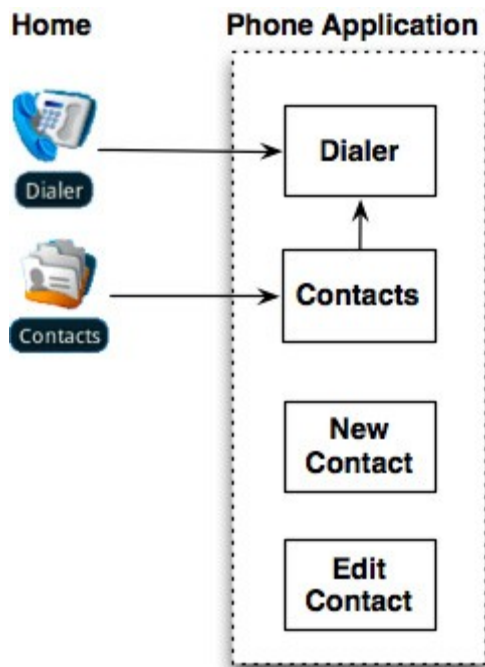 Home
Phone Application
Dialer
Dialer
Contacts
Contacts
New
Contact
Edit
Contact